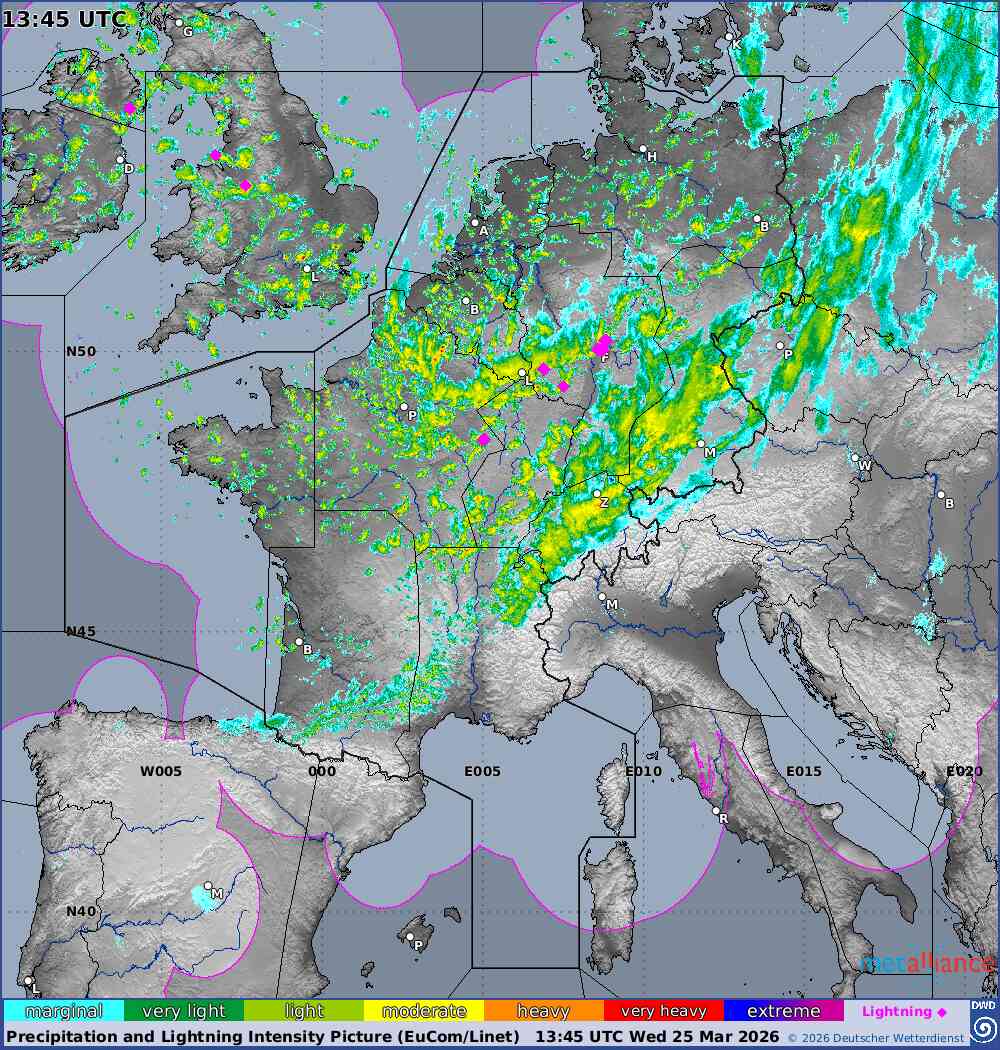 13:45 UTC
G
K
D
H
A
B
B
L
B
N50
F
P
L
P
M
W
Z
B
M
N45
B
W005
000
E005
E010
E015
E020
R
M
N40
P
metalliance
L
marginal very light light moderate heavy very heavy extreme Lightning
DWD
Precipitation and Lightning Intensity Picture (EuCom/Linet) 13:45 UTC Wed 25 Mar 2026 © 2026 Deutscher Wetterdienst